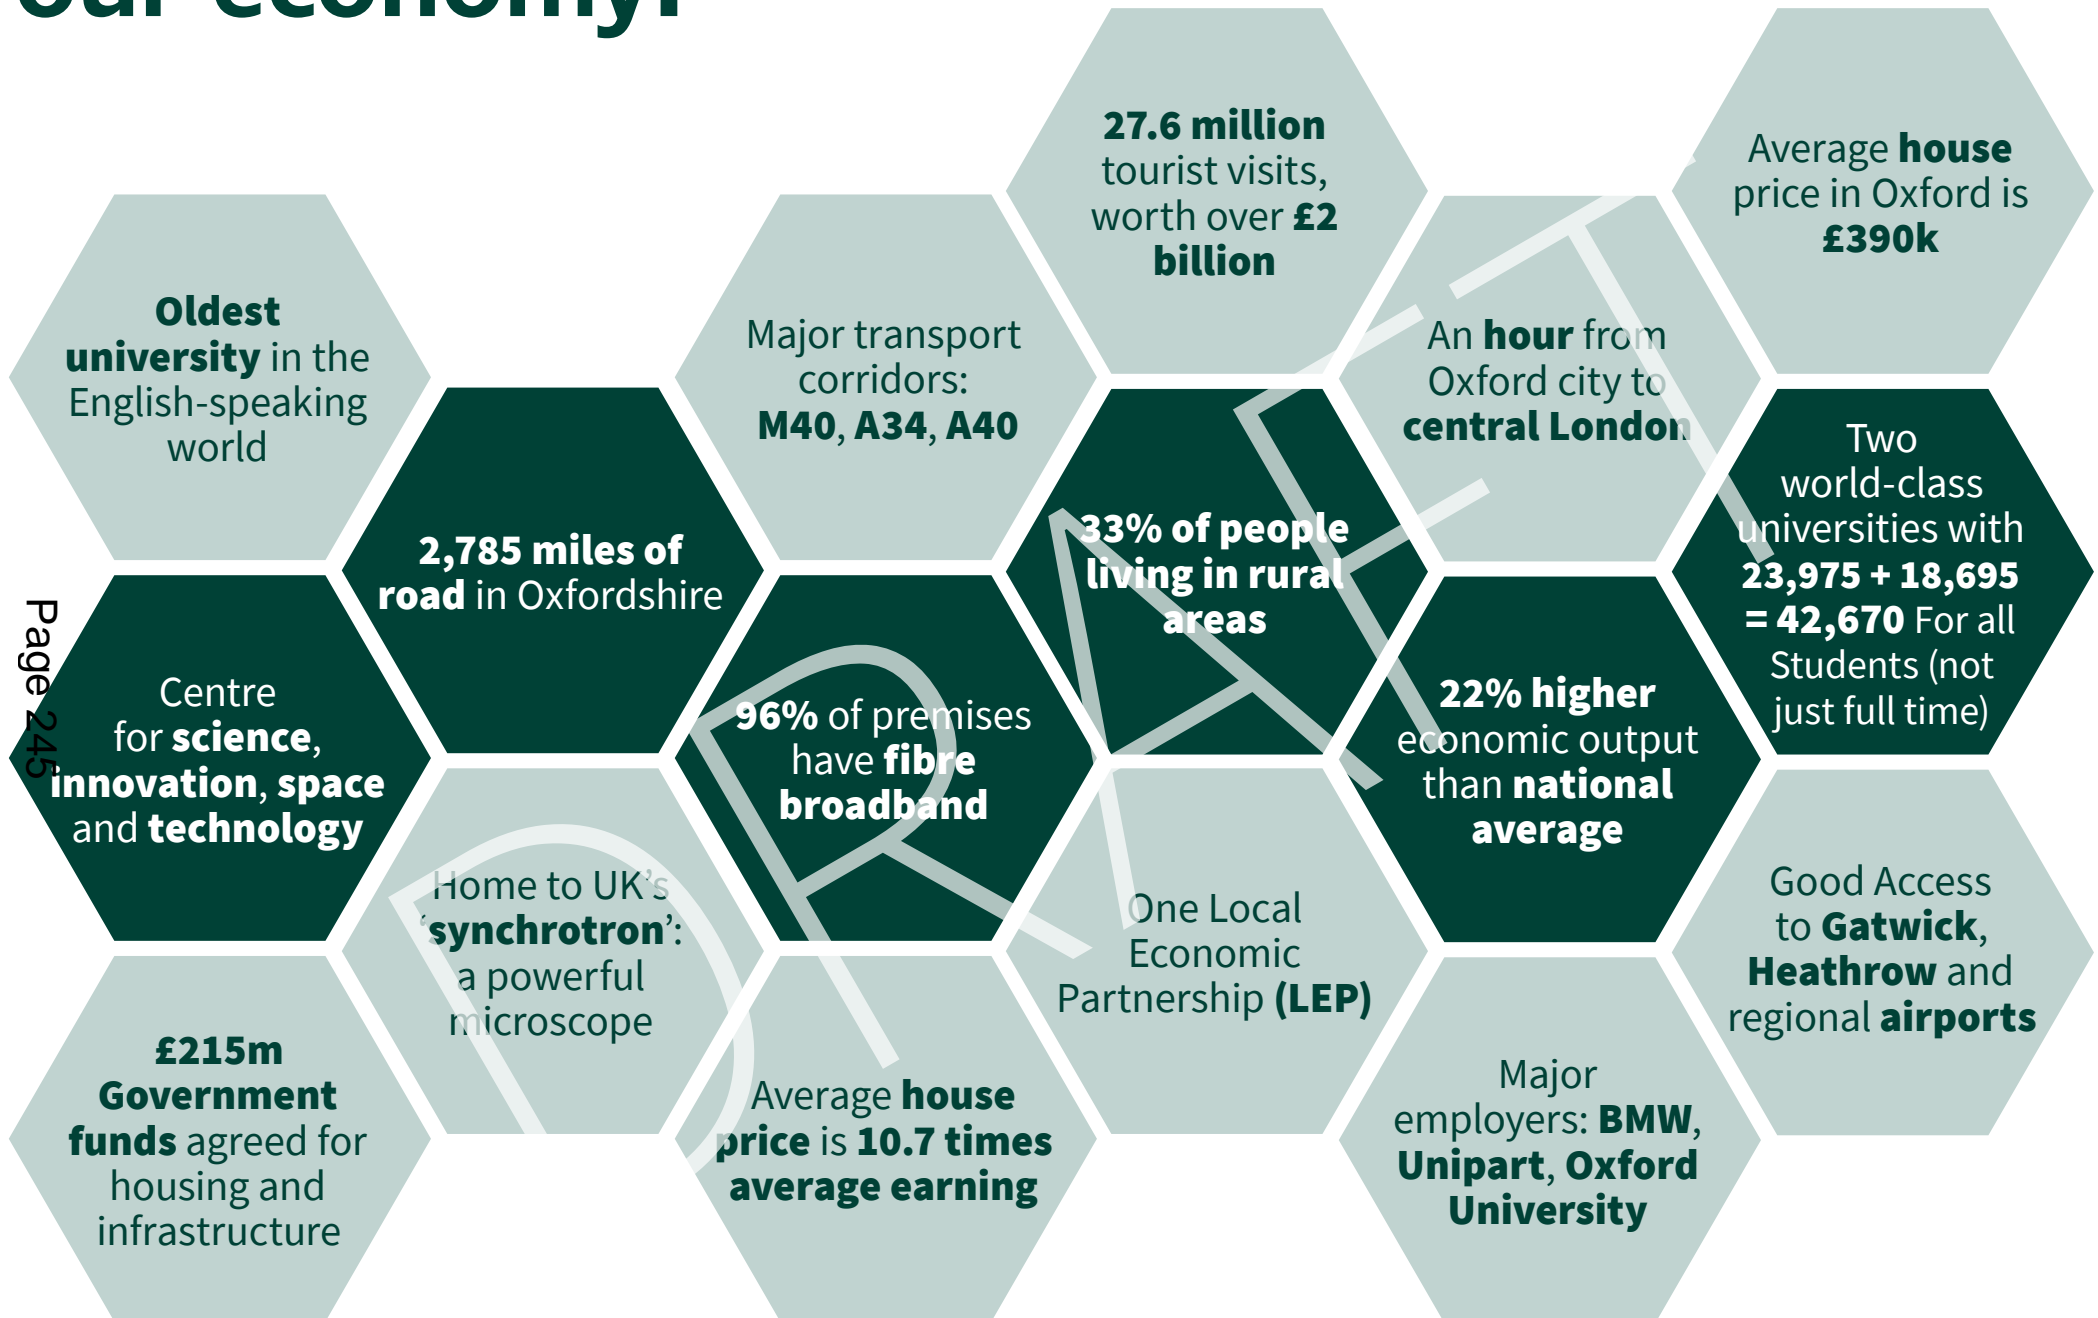 our economy:
27.6 million
tourist visits,
worth over £2
billion
Average house
price in Oxford is
£390k
Oldest
university in the
English-speaking
world
Major transport
corridors:
M40, A34, A40
An hour from
Oxford city to
central London
2,785 miles of
road in Oxfordshire
33% of people
living in rural
areas
Two
world-class
universities with
23,975 + 18,695
= 42,670 For all
Students (not
just full time)
Page 245
Centre
for science,
innovation, space
and technology
96% of premises
have fibre
broadband
22% higher
economic output
than national
average
Home to UK’s
‘synchrotron’:
a powerful
microscope
One Local
Economic
Partnership (LEP)
Good Access
to Gatwick,
Heathrow and
regional airports
£215m
Government
funds agreed for
housing and
infrastructure
Average house
price is 10.7 times
average earning
Major
employers: BMW,
Unipart, Oxford
University
DRAFT